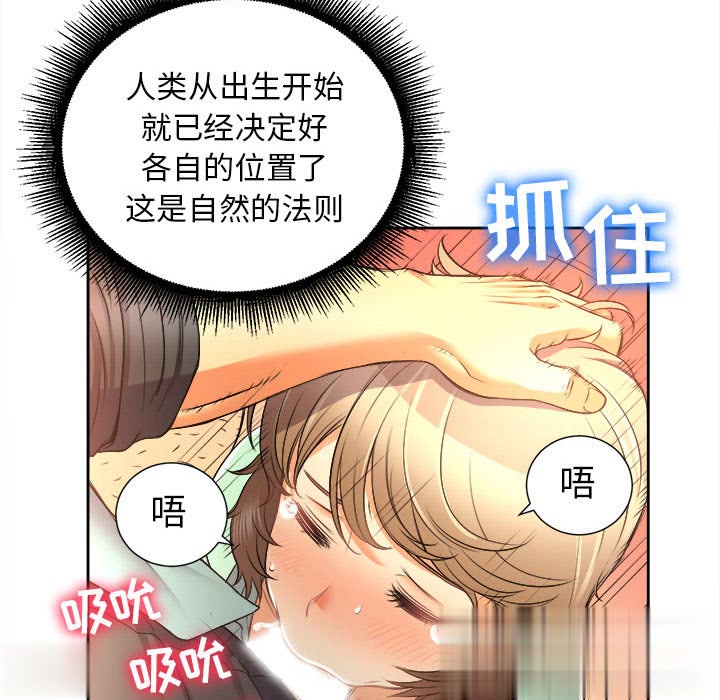 人类从出生开始
就已经决定好
各自的位置了
这是自然的法则
抓住
唔
唔
吸吮
吸吮